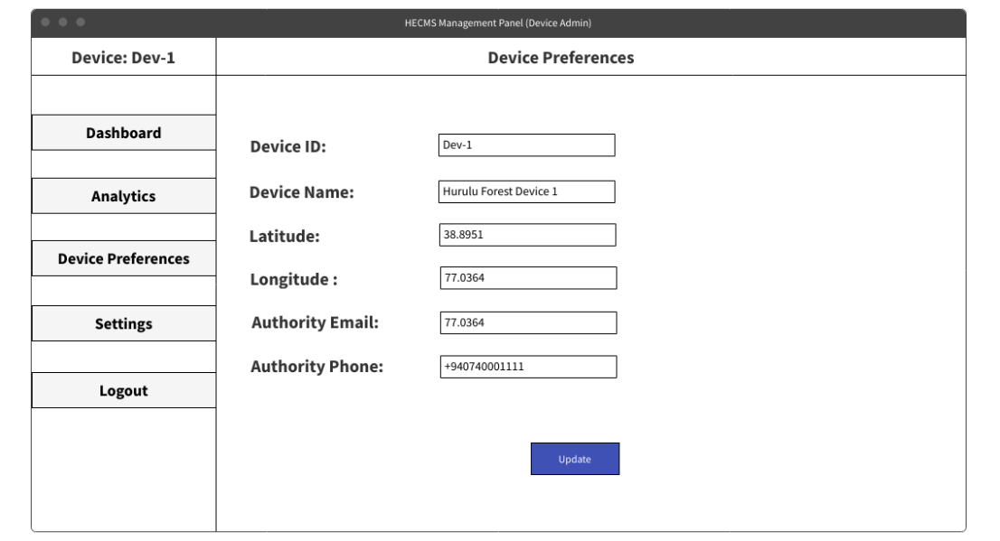 HECMS Management Panel (Device Admin)
Device: Dev-1
Device Preferences
Dashboard
Analytics
Device Preferences
Settings
Logout
Device ID: Dev-1
Device Name: Hurulu Forest Device 1
Latitude: 38.8951
Longitude : 77.0364
Authority Email: 77.0364
Authority Phone: +940740001111
Update